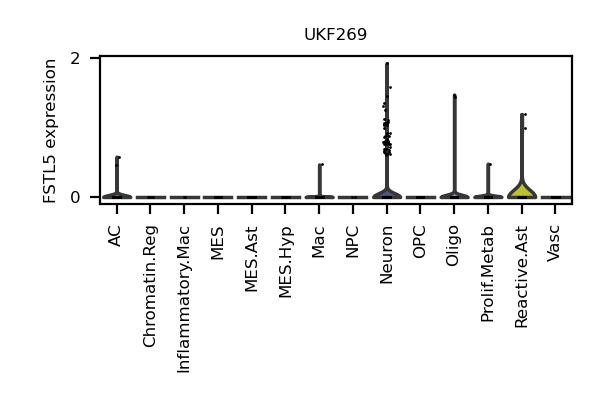 UKF269
FSTL5 expression
2
0
AC
Chromatin.Reg
Inflammatory.Mac
MES
MES.Ast
MES.Hyp
Mac
NPC
Neuron
OPC
Oligo
Prolif.Metab
Reactive.Ast
Vasc